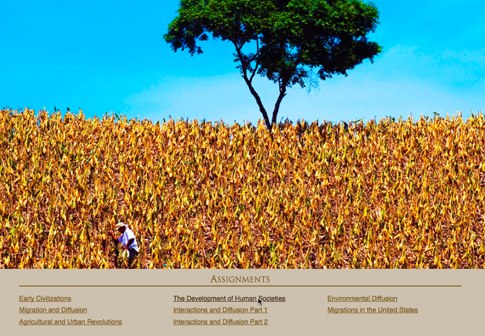 Assignments
Early Civilizations
The Development of Human Societies
Environmental Diffusion
Migration and Diffusion
Interactions and Diffusion Part 1
Migrations in the United States
Agricultural and Urban Revolutions
Interactions and Diffusion Part 2